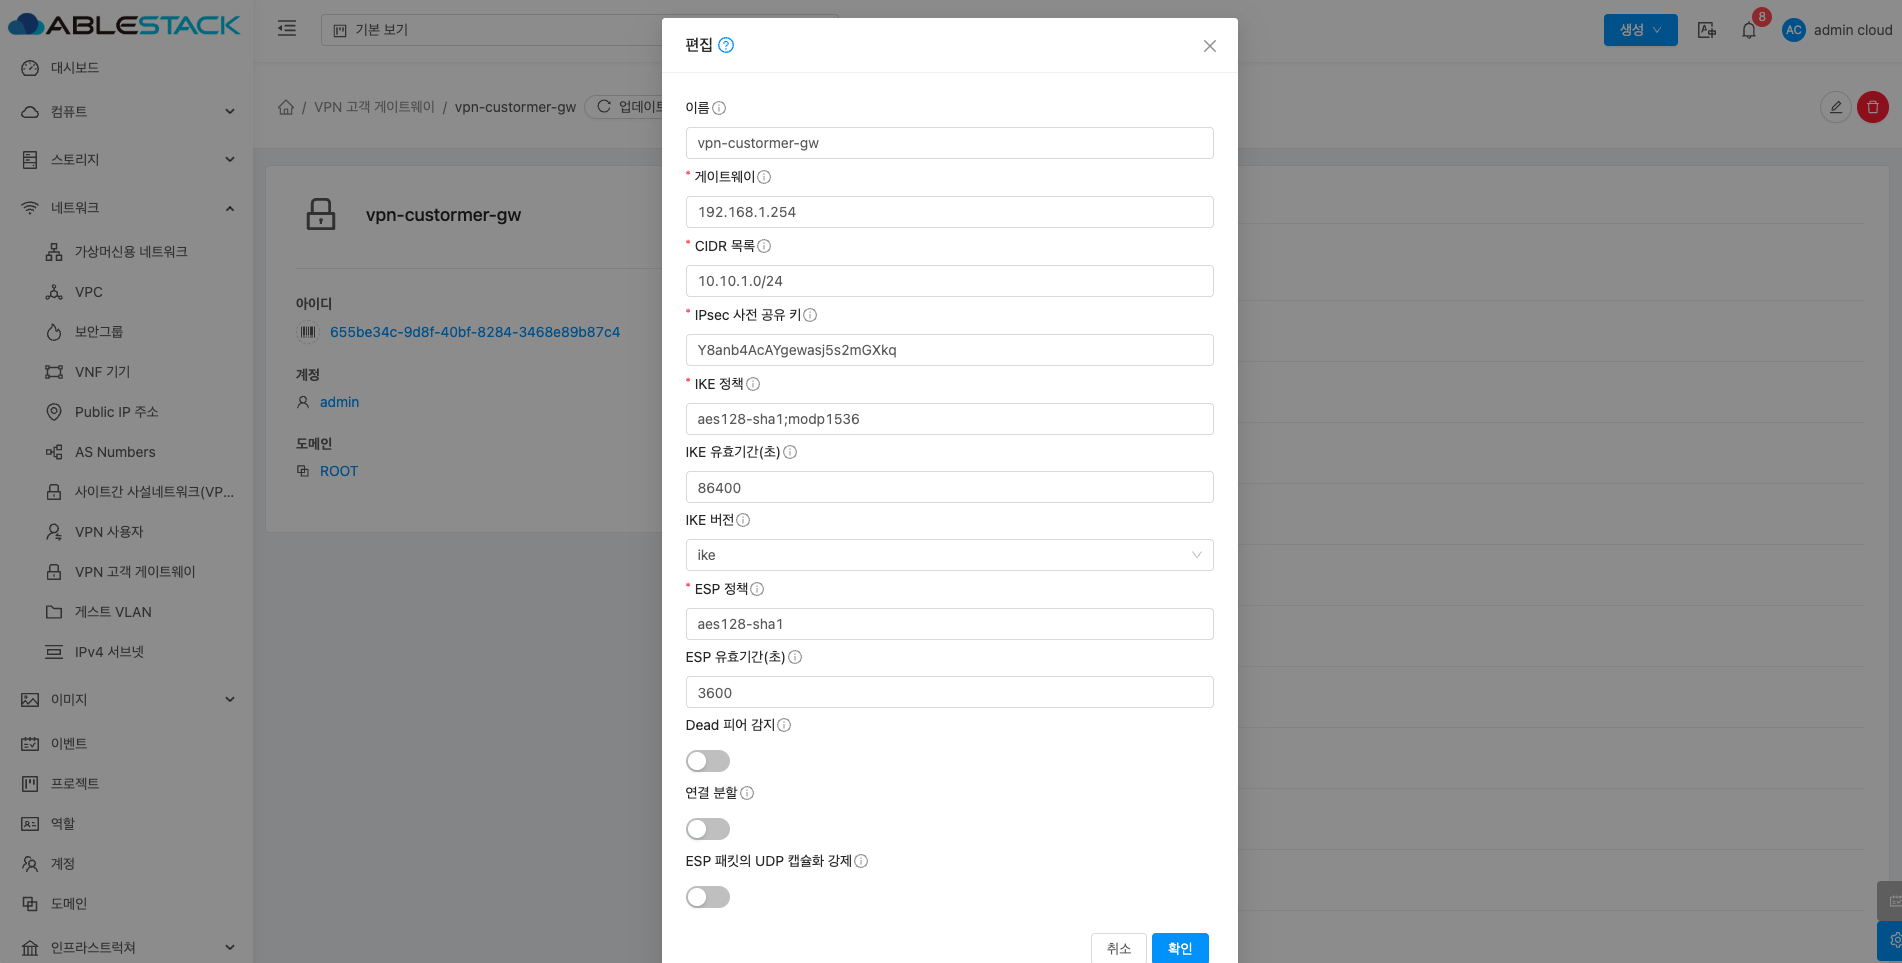 ABLESTACK
대시보드
컴퓨트
스토리지
네트워크
가상머신용 네트워크
VPC
보안그룹
VNF 기기
Public IP 주소
AS Numbers
사이트간 사설네트워크(VP...
VPN 사용자
VPN 고객 게이트웨이
게스트 VLAN
IPv4 서브넷
이미지
이벤트
프로젝트
역할
계정
도메인
인프라스트럭쳐
기본 보기
생성
8
AC admin cloud
/ VPN 고객 게이트웨이 / vpn-custormer-gw 업데이트
vpn-custormer-gw
아이디
655be34c-9d8f-40bf-8284-3468e89b87c4
계정
admin
도메인
ROOT
편집
이름
vpn-custormer-gw
* 게이트웨이
192.168.1.254
* CIDR 목록
10.10.1.0/24
* IPsec 사전 공유 키
Y8anb4AcAYgewasj5s2mGXkq
* IKE 정책
aes128-sha1;modp1536
IKE 유효기간(초)
86400
IKE 버전
ike
* ESP 정책
aes128-sha1
ESP 유효기간(초)
3600
Dead 피어 감지
연결 분할
ESP 패킷의 UDP 캡슐화 강제
취소
확인